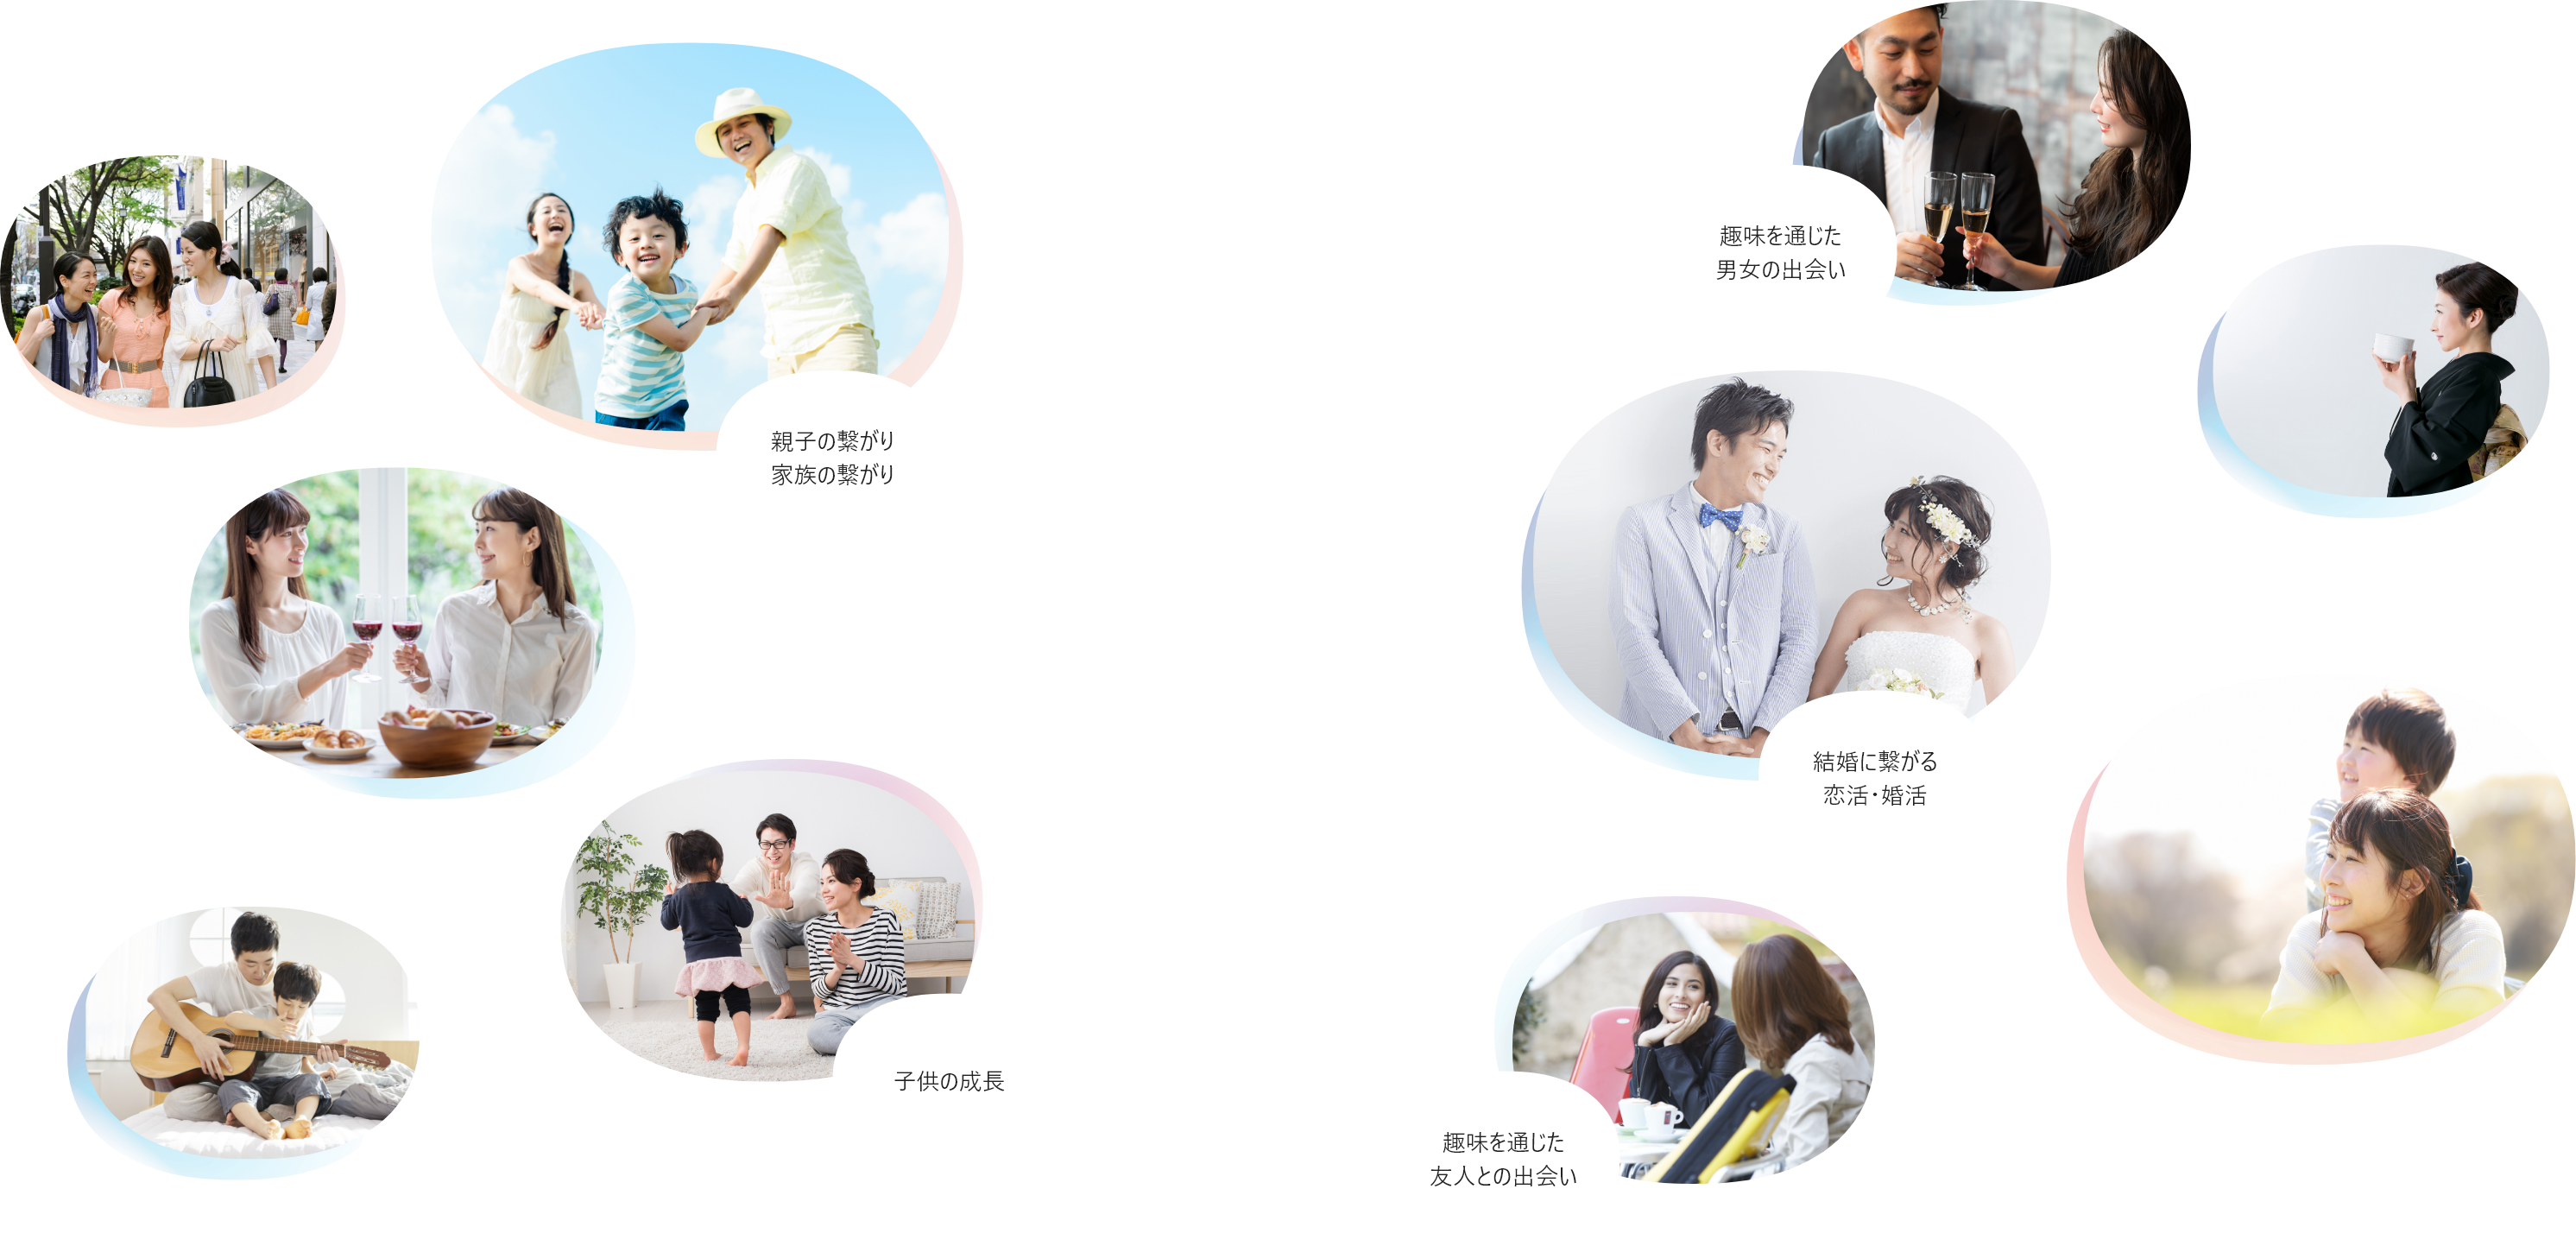 親子の繋がり
家族の繋がり
子供の成長
趣味を通じた
男女の出会い
結婚に繋がる
恋活・婚活
趣味を通じた
友人との出会い